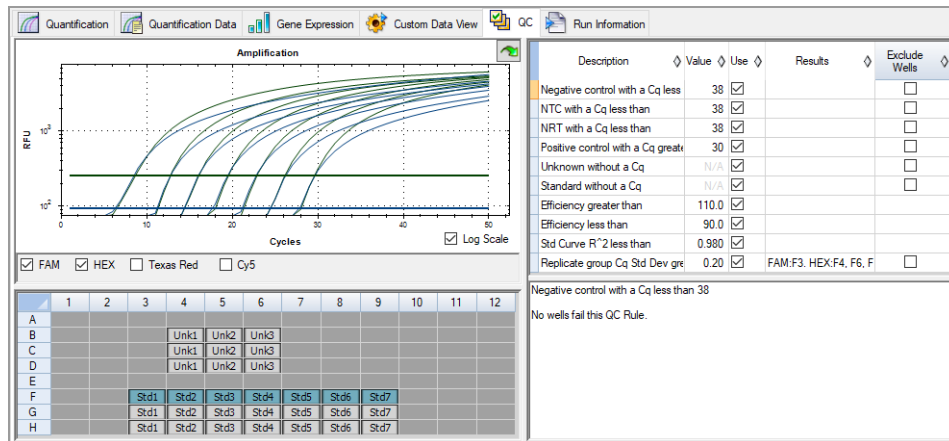 Quantification Quantification Data Gene Expression Custom Data View QC Run Information
Amplification
RFU
10³
10²
0 10 20 30 40 50
Cycles
Log Scale
FAM HEX Texas Red Cy5
1 2 3 4 5 6 7 8 9 10 11 12
A
B Unk1 Unk2 Unk3
C Unk1 Unk2 Unk3
D Unk1 Unk2 Unk3
E
F Std1 Std2 Std3 Std4 Std5 Std6 Std7
G Std1 Std2 Std3 Std4 Std5 Std6 Std7
H Std1 Std2 Std3 Std4 Std5 Std6 Std7
Description Value Use Results Exclude
Wells
Negative control with a Cq less 38
NTC with a Cq less than 38
NRT with a Cq less than 38
Positive control with a Cq greate 30
Unknown without a Cq N/A
Standard without a Cq N/A
Efficiency greater than 110.0
Efficiency less than 90.0
Std Curve R^2 less than 0.980
Replicate group Cq Std Dev gre 0.20 FAM:F3. HEX:F4, F6, F
Negative control with a Cq less than 38
No wells fail this QC Rule.